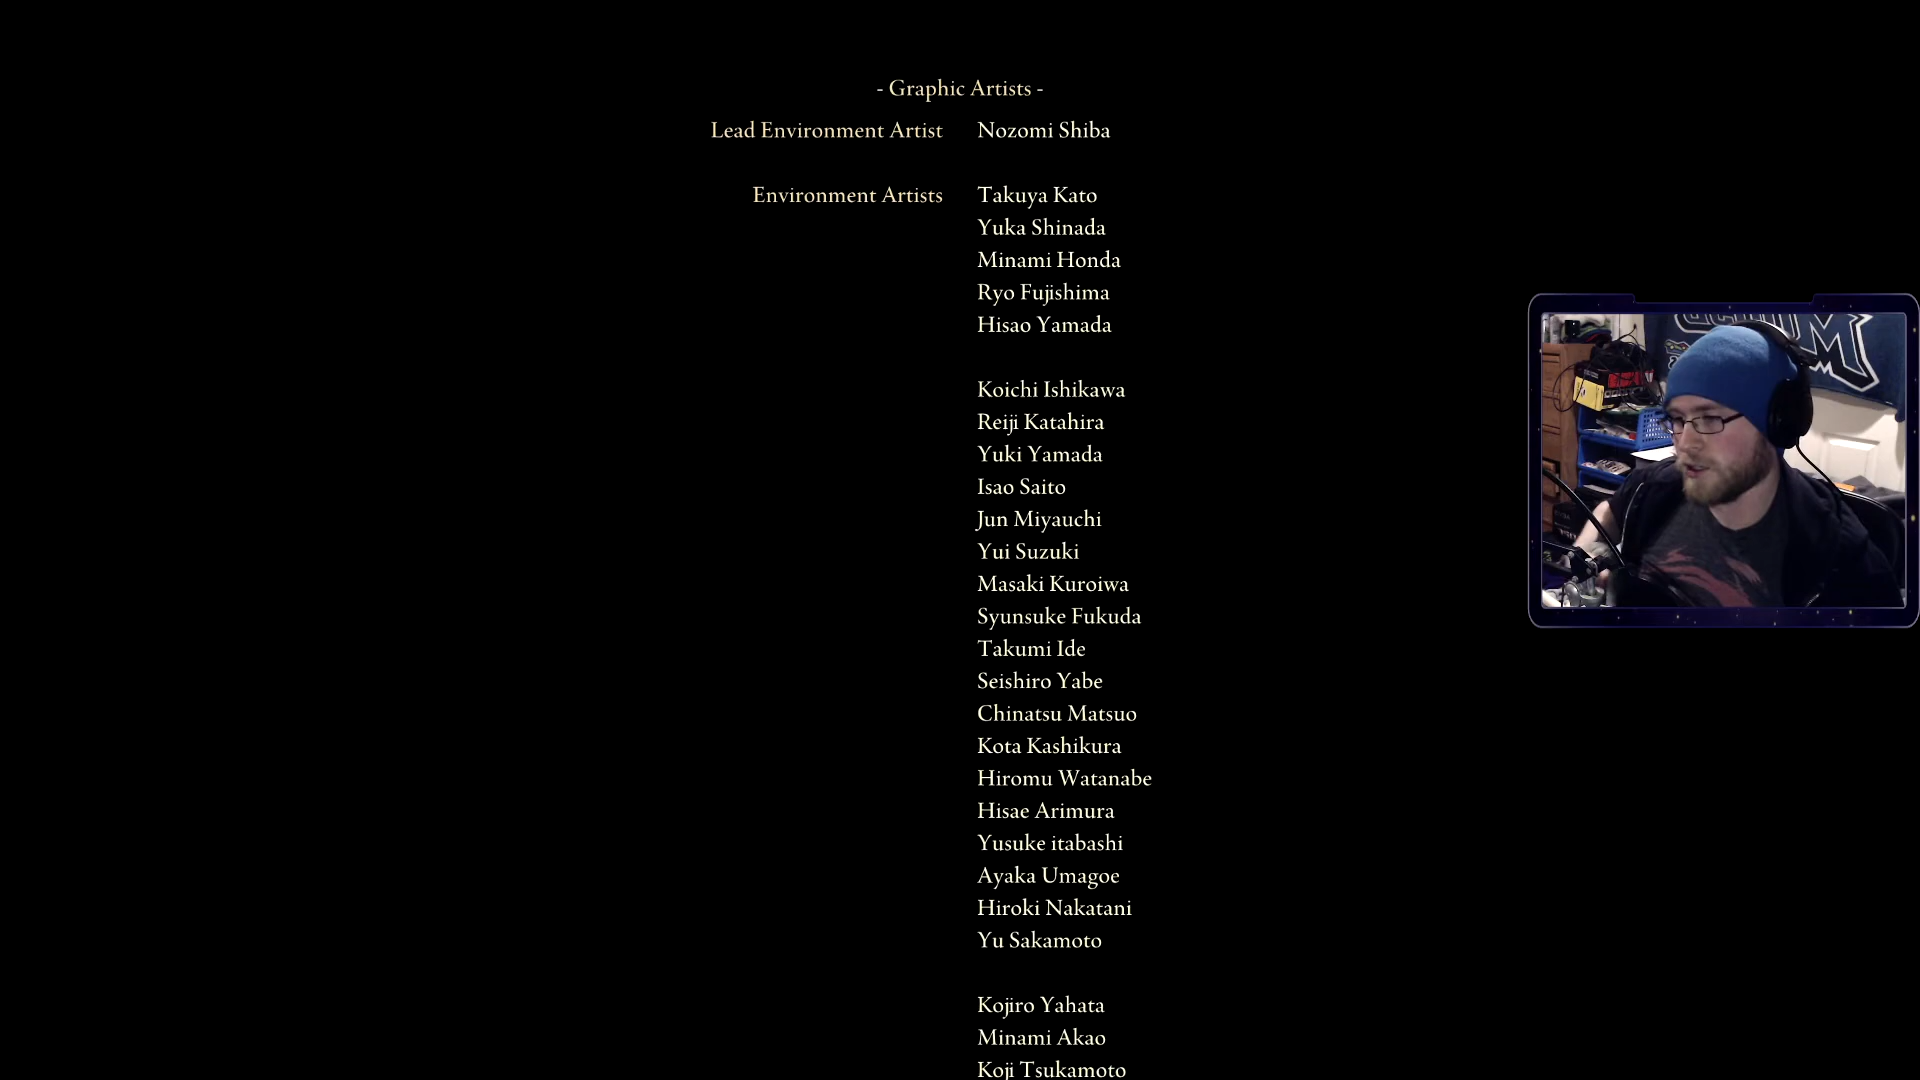 - Graphic Artists -
Lead Environment Artist Nozomi Shiba
Environment Artists Takuya Kato
Yuka Shinada
Minami Honda
Ryo Fujishima
Hisao Yamada
Koichi Ishikawa
Reiji Katahira
Yuki Yamada
Isao Saito
Jun Miyauchi
Yui Suzuki
Masaki Kuroiwa
Syunsuke Fukuda
Takumi Ide
Seishiro Yabe
Chinatsu Matsuo
Kota Kashikura
Hiromu Watanabe
Hisae Arimura
Yusuke itabashi
Ayaka Umagoe
Hiroki Nakatani
Yu Sakamoto
Kojiro Yahata
Minami Akao
Koji Tsukamoto